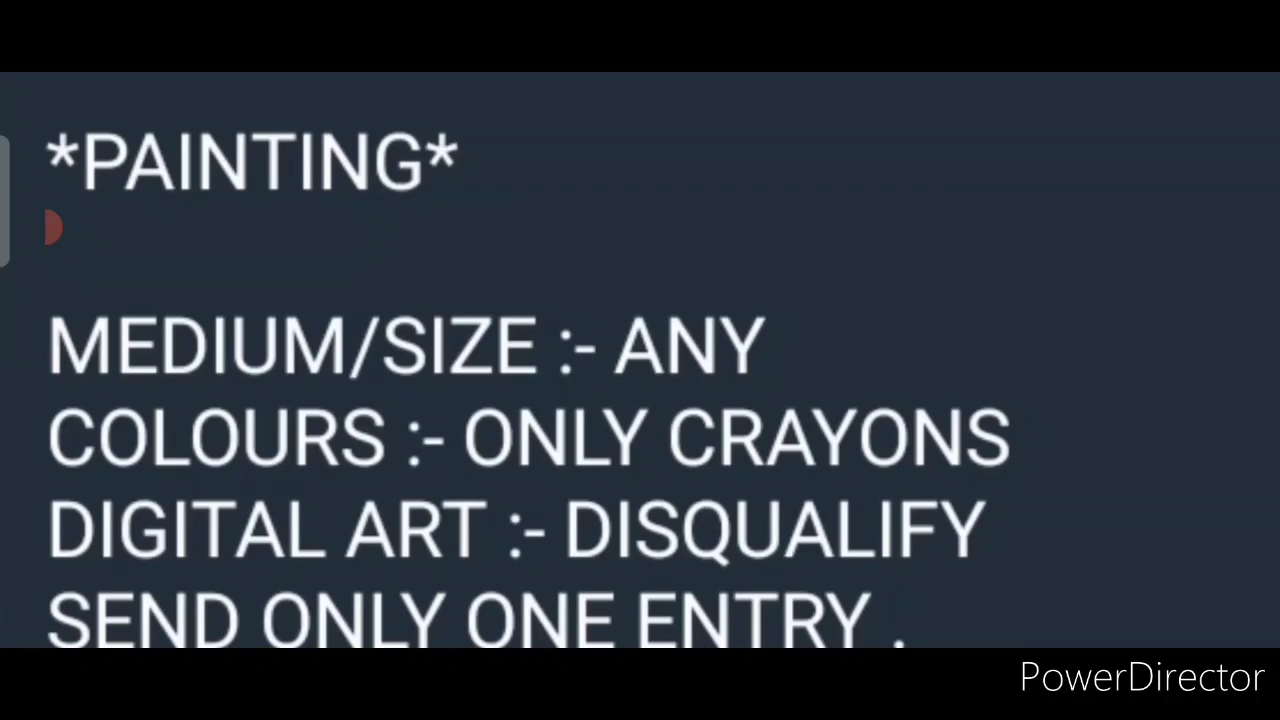 *PAINTING*
MEDIUM/SIZE :- ANY
COLOURS :- ONLY CRAYONS
DIGITAL ART :- DISQUALIFY
SEND ONLY ONE ENTRY .
PowerDirector